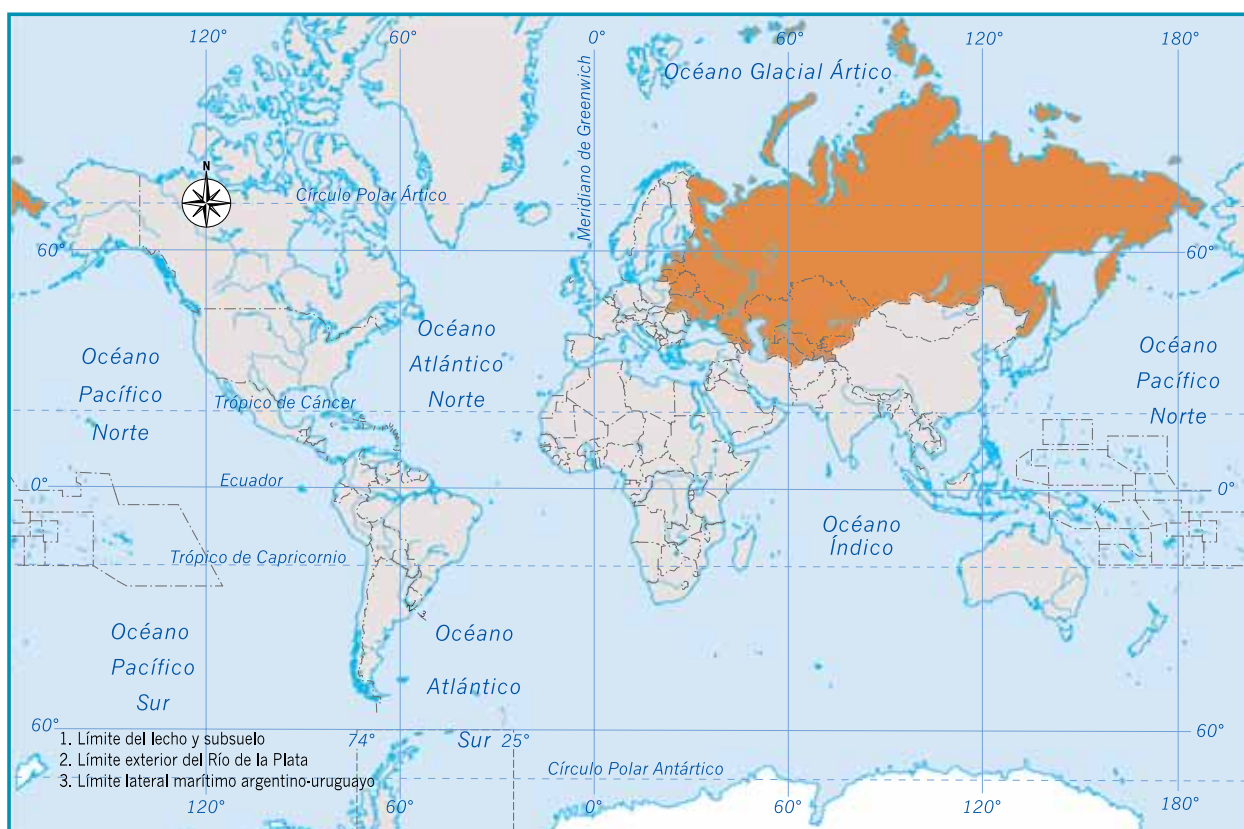 120°
60°
0°
60°
120°
180°
Océano Glacial Ártico
Meridiano de Greenwich
N
Círculo Polar Ártico
60°
60°
Océano
Pacífico
Norte
Océano
Atlántico
Norte
Océano
Pacífico
Norte
Trópico de Cáncer
0°
Ecuador
0°
Océano
Índico
Trópico de Capricornio
3
Océano
Pacífico
Sur
Océano
Atlántico
Sur
60°
60°
1. Límite del lecho y subsuelo
2. Límite exterior del Río de la Plata
3. Límite lateral marítimo argentino-uruguayo
74°
25°
Círculo Polar Antártico
120°
60°
0°
60°
120°
180°